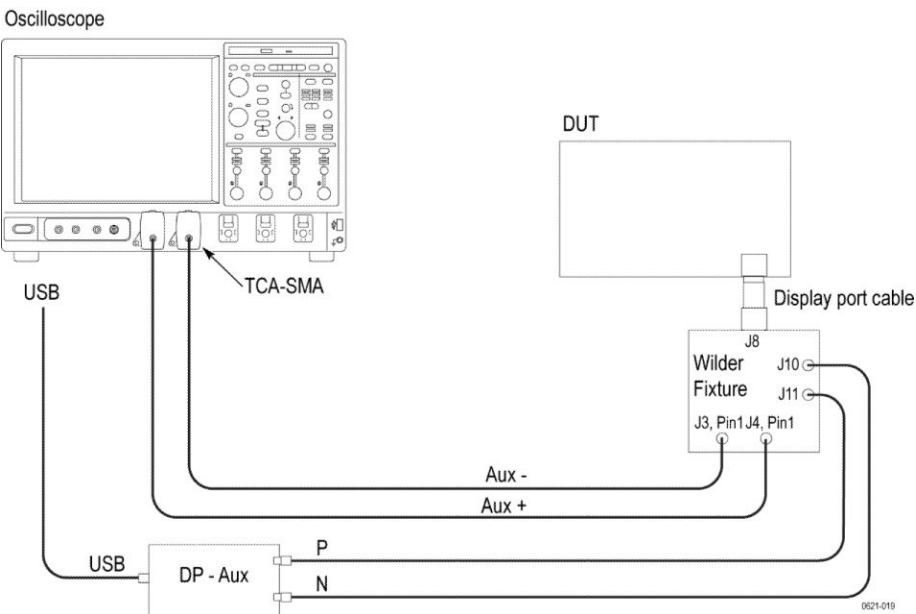 Oscilloscope
DUT
TCA-SMA
USB
Display port cable
J8
Wilder
Fixture
J10
J11
J3, Pin1 J4, Pin1
Aux -
Aux +
P
USB
DP - Aux
N
0621-019